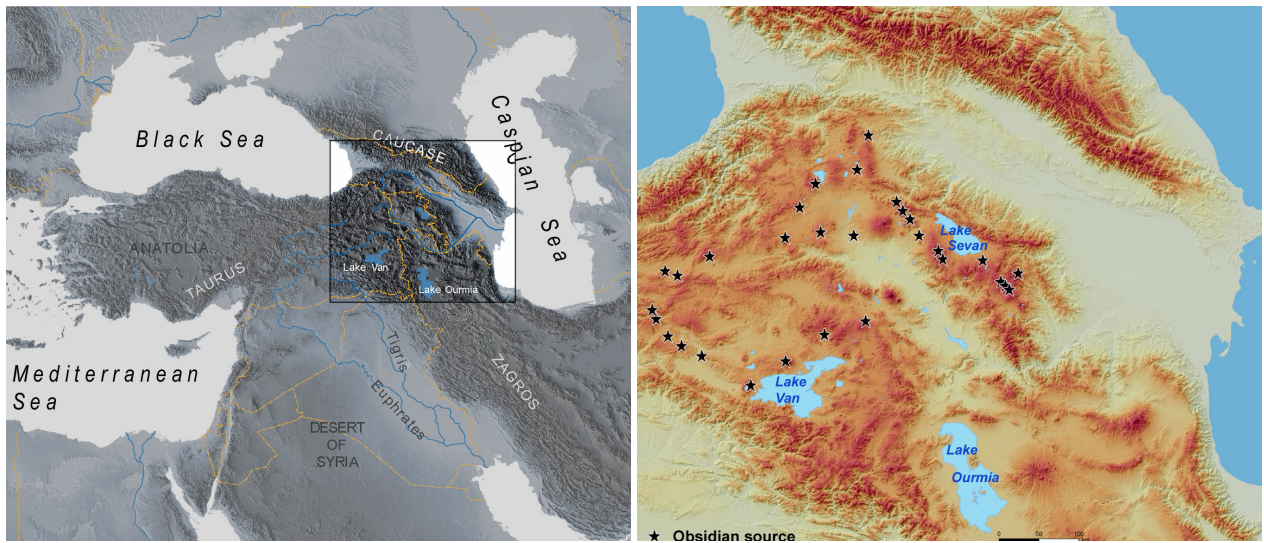 Black Sea
Caspian
Sea
CAUCASE
ANATOLIA
TAURUS
Lake Van
Lake Ourmia
Mediterranean
Sea
Tigris
Euphrates
ZAGROS
DESERT
OF
SYRIA
Lake
Sevan
Lake
Van
Lake
Ourmia
Obsidian source
0 50 100